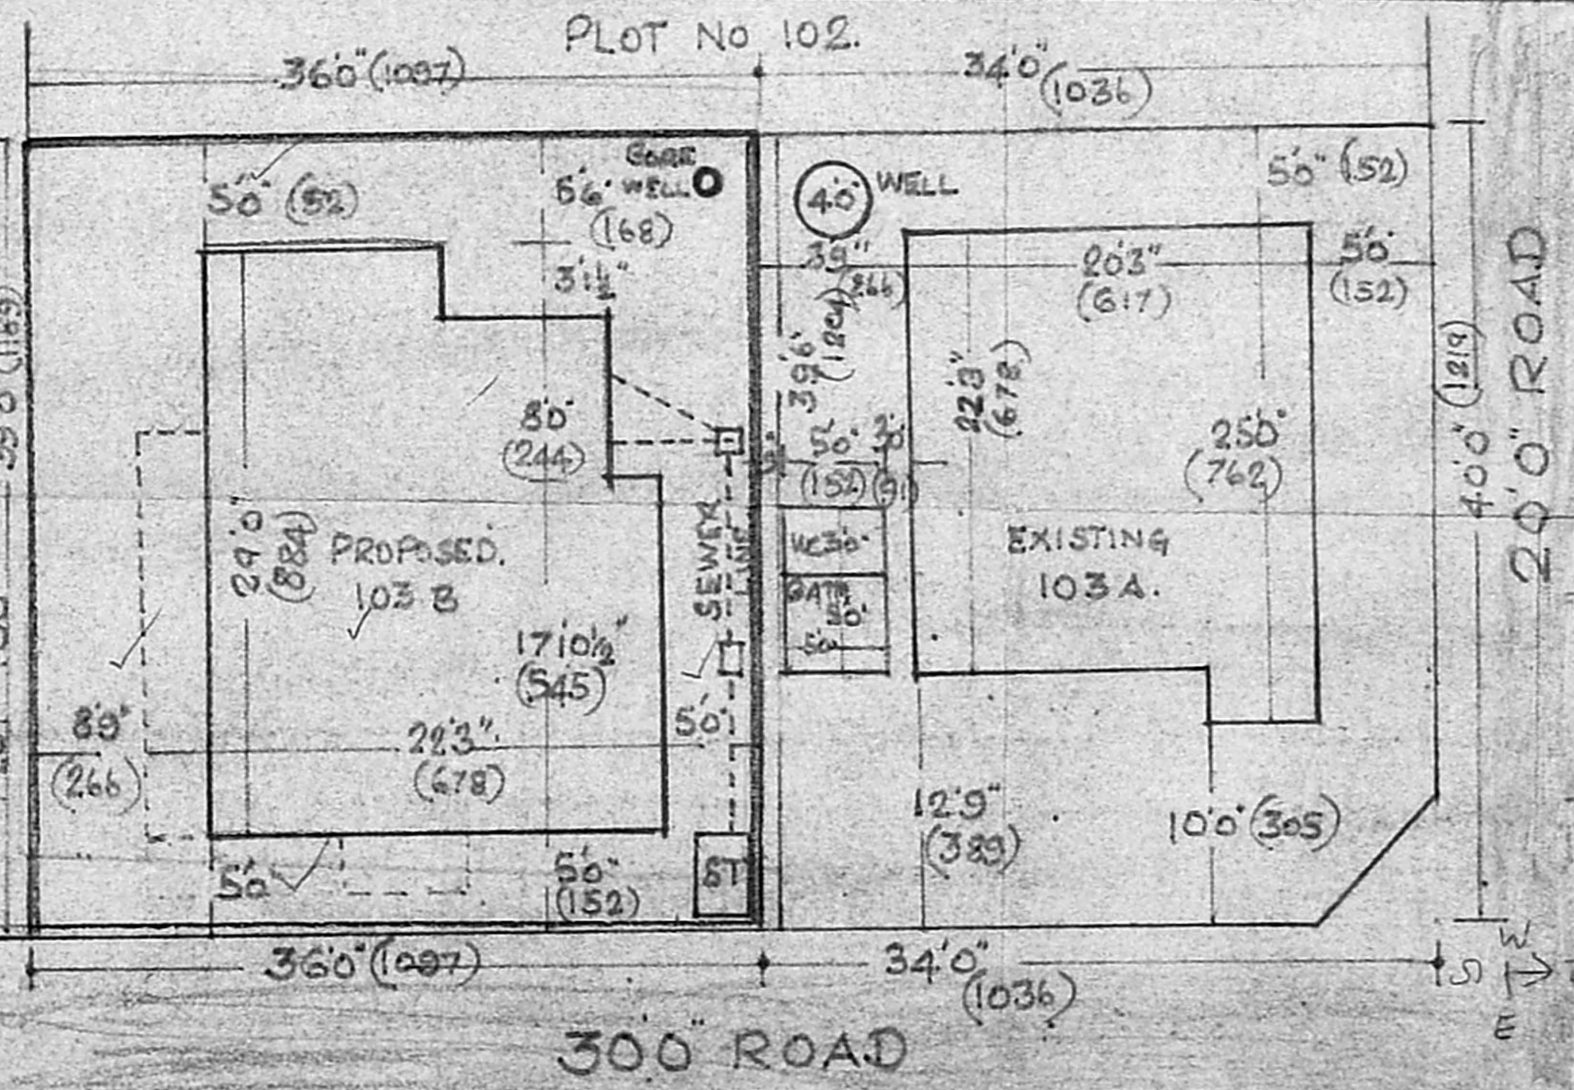 PLOT No 102.
36'0" (1097)
34'0"
(1036)
5'0" (52)
5'6"
WELL
(168)
3'1½"
4'0"
WELL
5'0" (152)
3'9"
(266)
20'3"
(617)
5'0"
(152)
39'6"
(1204)
22'3"
(678)
8'0"
(244)
5'0"
3'0"
(152)
(91)
25'0"
(762)
40'0" (1219)
20'0" ROAD
39'0" (1189)
29'0"
(884)
PROPOSED.
103 B
SEWER
LINE
WC 3'0"
BATH
5'0"
5'0"
EXISTING
103 A.
17'10½"
(545)
8'9"
(266)
22'3"
(678)
5'0"
12'9"
(389)
10'0" (305)
5'0"
5'0"
(152)
ST
36'0" (1097)
34'0"
(1036)
W
S
E
30'0" ROAD